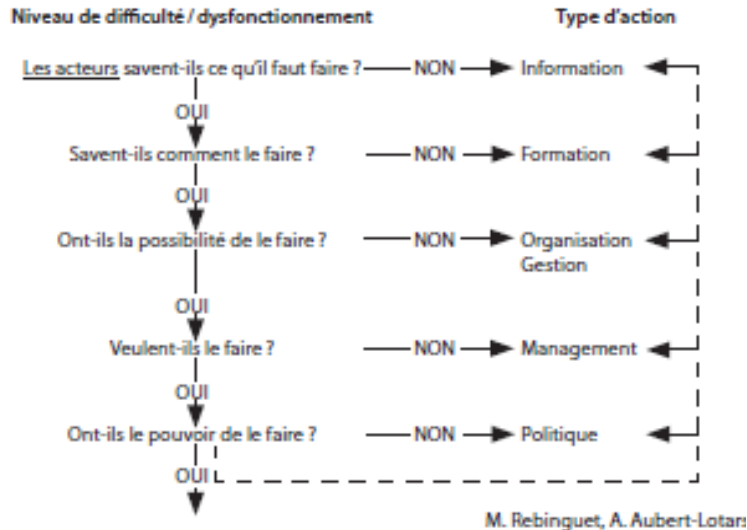 Niveau de difficulté / dysfonctionnement Type d'action
Les acteurs savent-ils ce qu'il faut faire ? NON Information
OUI
Savent-ils comment le faire ? NON Formation
OUI
Ont-ils la possibilité de le faire ? NON Organisation
Gestion
OUI
Veulent-ils le faire ? NON Management
OUI
Ont-ils le pouvoir de le faire ? NON Politique
OUI
M. Rebinguet, A. Aubert-Lotars